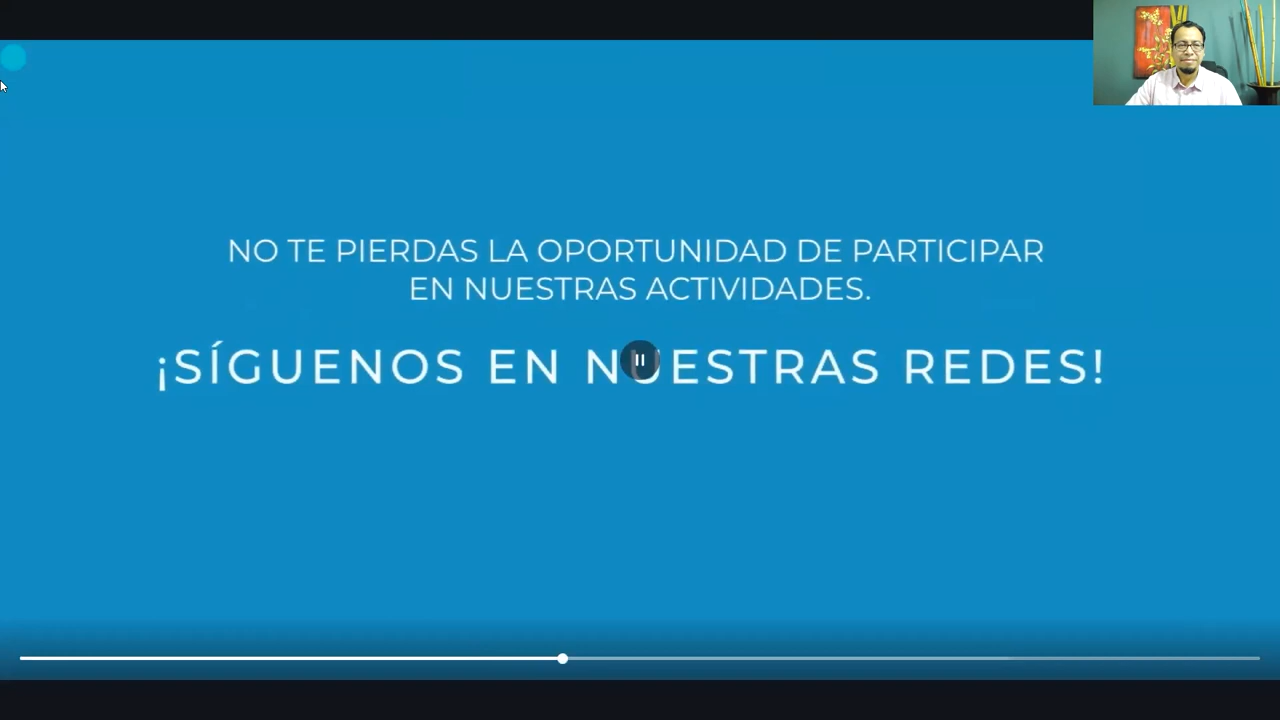 NO TE PIERDAS LA OPORTUNIDAD DE PARTICIPAR
EN NUESTRAS ACTIVIDADES.
¡SÍGUENOS EN NUESTRAS REDES!